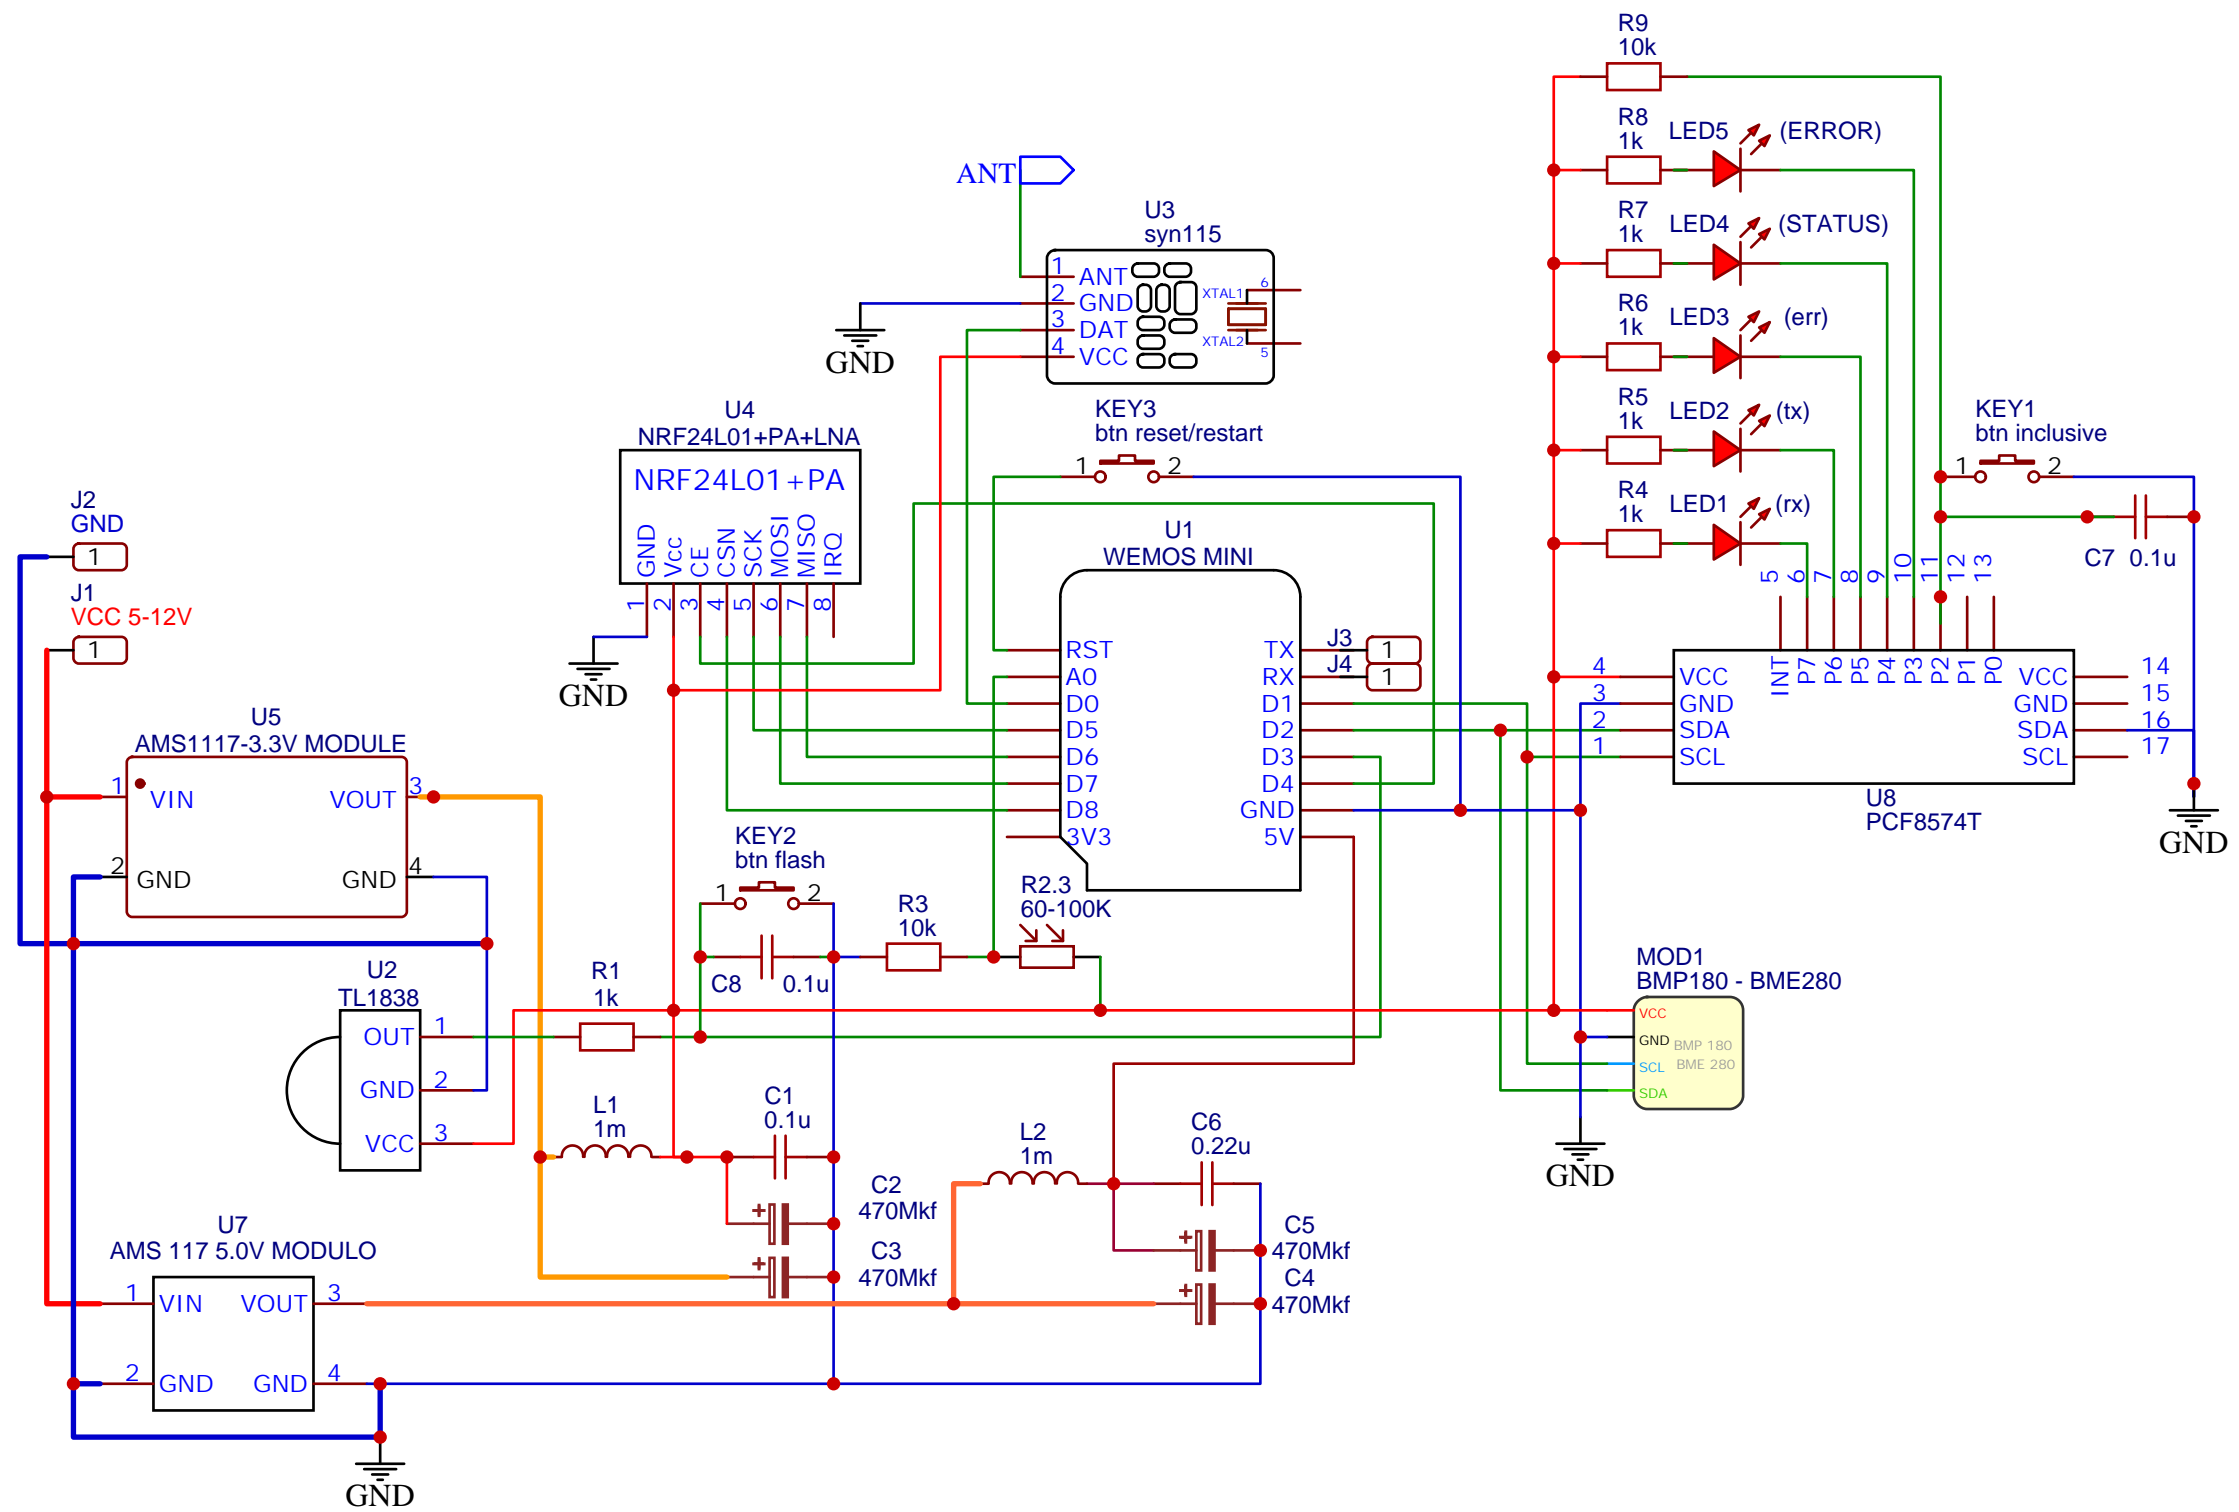 R9
10k
R8
1k
LED5
(ERROR)
R7
1k
LED4
(STATUS)
R6
1k
LED3
(err)
R5
1k
LED2
(tx)
R4
1k
LED1
(rx)
KEY1
btn inclusive
1
2
C7 0.1u
ANT
U3
syn115
1 ANT
2 GND
3 DAT
4 VCC
XTAL1 6
XTAL2 5
GND
U4
NRF24L01+PA+LNA
NRF24L01+PA
GND
Vcc
CE
CSN
SCK
MOSI
MISO
IRQ
1
2
3
4
5
6
7
8
GND
KEY3
btn reset/restart
1
2
U1
WEMOS MINI
RST
A0
D0
D5
D6
D7
D8
3V3
TX
RX
D1
D2
D3
D4
GND
5V
J3
1
J4
1
5
6
7
8
9
10
11
12
13
INT
P7
P6
P5
P4
P3
P2
P1
P0
4 VCC
3 GND
2 SDA
1 SCL
VCC 14
GND 15
SDA 16
SCL 17
U8
PCF8574T
GND
J2
GND
1
J1
VCC 5-12V
1
U5
AMS1117-3.3V MODULE
1 VIN
VOUT 3
2 GND
GND 4
U2
TL1838
OUT 1
GND 2
VCC 3
R1
1k
KEY2
btn flash
1
2
C8 0.1u
R3
10k
R2.3
60-100K
MOD1
BMP180 - BME280
VCC
GND
SCL
SDA
BMP 180
BME 280
GND
L1
1m
C1
0.1u
C2
470Mkf
C3
470Mkf
L2
1m
C6
0.22u
C5
470Mkf
C4
470Mkf
U7
AMS 117 5.0V MODULO
1 VIN
VOUT 3
2 GND
GND 4
GND